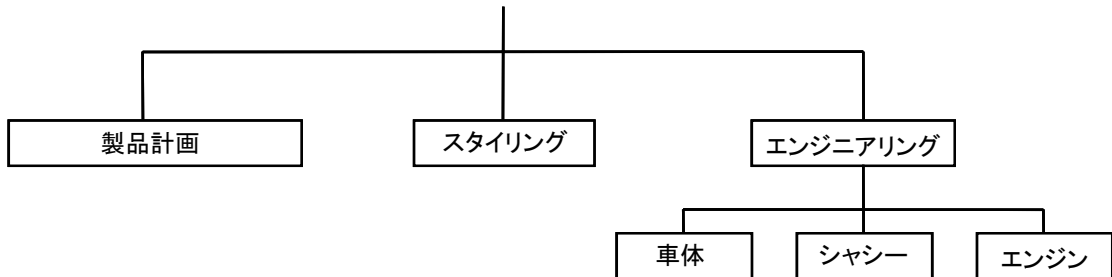 製品計画
スタイリング
エンジニアリング
車体
シャシー
エンジン